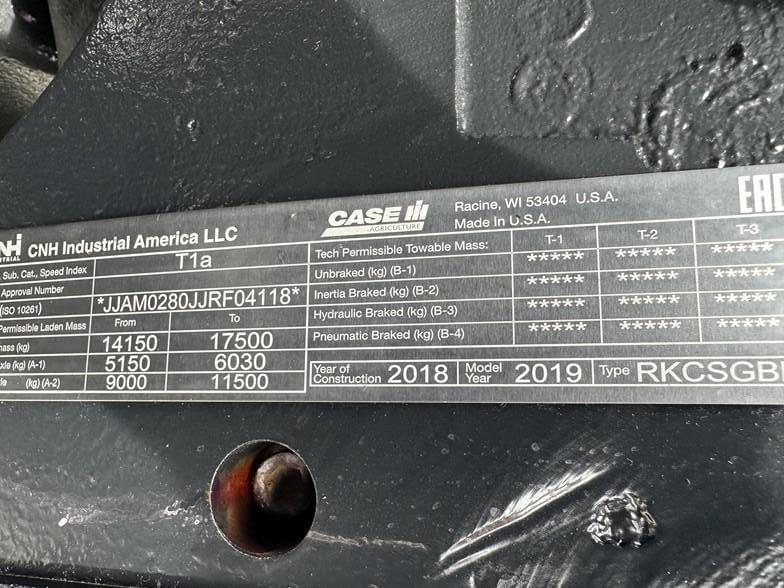 CNH Industrial America LLC
CASE IH
AGRICULTURE
Racine, WI 53404 U.S.A.
Made in U.S.A.
EAC
Sub. Cat., Speed Index T1a
Approval Number
(ISO 10261) *JJAM0280JJRF04118*
Permissible Laden Mass From To
(kg) 14150 17500
(kg) (A-1) 5150 6030
(kg) (A-2) 9000 11500
Tech Permissible Towable Mass: T-1 T-2 T-3
Unbraked (kg) (B-1) ***** ***** *****
Inertia Braked (kg) (B-2) ***** ***** *****
Hydraulic Braked (kg) (B-3) ***** ***** *****
Pneumatic Braked (kg) (B-4) ***** ***** *****
Year of Construction 2018 Model Year 2019 Type RKCSGB